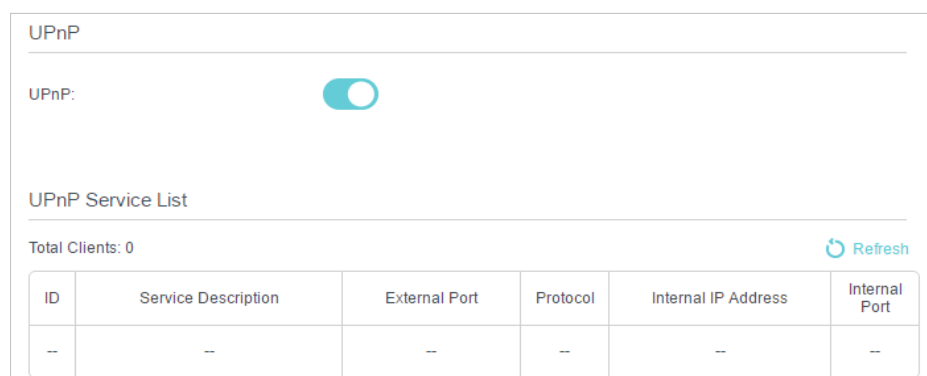 UPnP
UPnP:
UPnP Service List
Total Clients: 0
Refresh
ID Service Description External Port Protocol Internal IP Address Internal Port
-- -- -- -- -- --